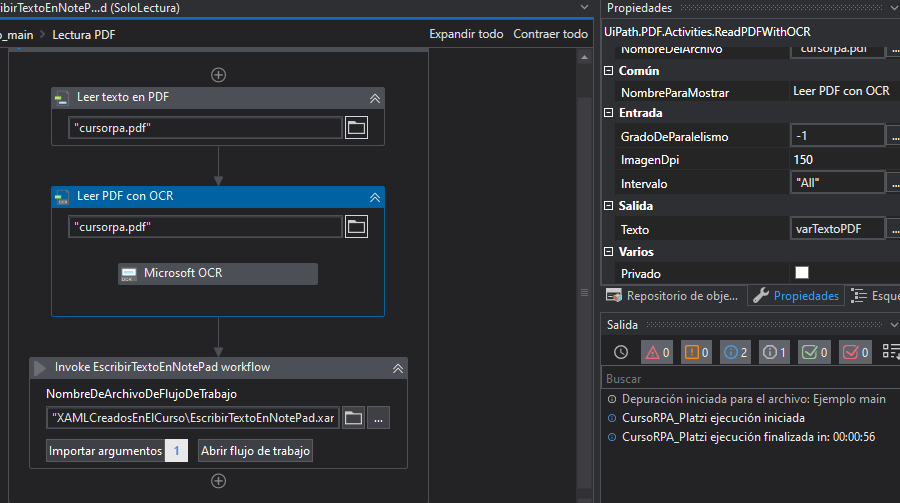 cribirTextoEnNoteP...d (SoloLectura)
o_main > Lectura PDF
Expandir todo Contraer todo
Leer texto en PDF
"cursorpa.pdf"
Leer PDF con OCR
"cursorpa.pdf"
Microsoft OCR
Invoke EscribirTextoEnNotePad workflow
NombreDeArchivoDeFlujoDeTrabajo
"XAMLCreadosEnElCurso\EscribirTextoEnNotePad.xar
...
Importar argumentos 1 Abrir flujo de trabajo
Propiedades
UiPath.PDF.Activities.ReadPDFWithOCR
NombreDelArchivo "cursorpa.pdf" ...
Común
NombreParaMostrar Leer PDF con OCR
Entrada
GradoDeParalelismo -1 ...
ImagenDpi 150
Intervalo "All" ...
Salida
Texto varTextoPDF ...
Varios
Privado
Repositorio de obje... Propiedades Esque
Salida
0 0 2 1 0 0
Buscar
Depuración iniciada para el archivo: Ejemplo main
CursoRPA_Platzi ejecución iniciada
CursoRPA_Platzi ejecución finalizada in: 00:00:56